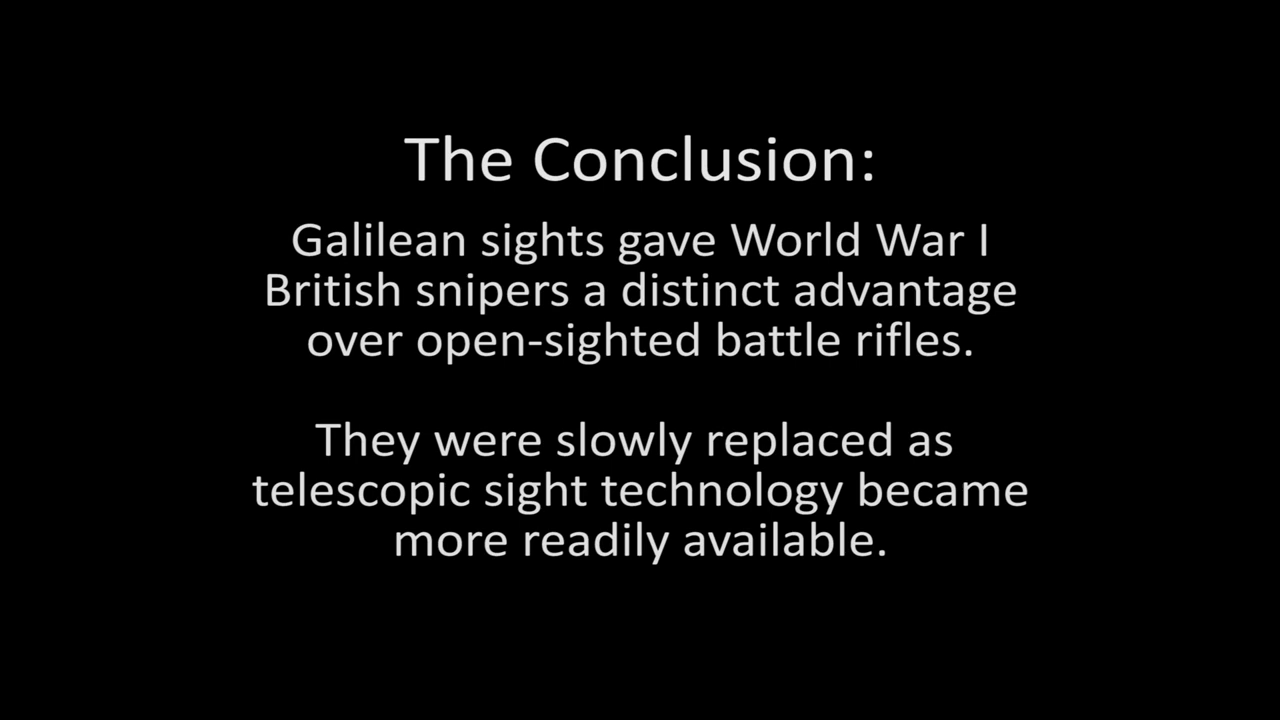 The Conclusion:
Galilean sights gave World War I
British snipers a distinct advantage
over open-sighted battle rifles.
They were slowly replaced as
telescopic sight technology became
more readily available.